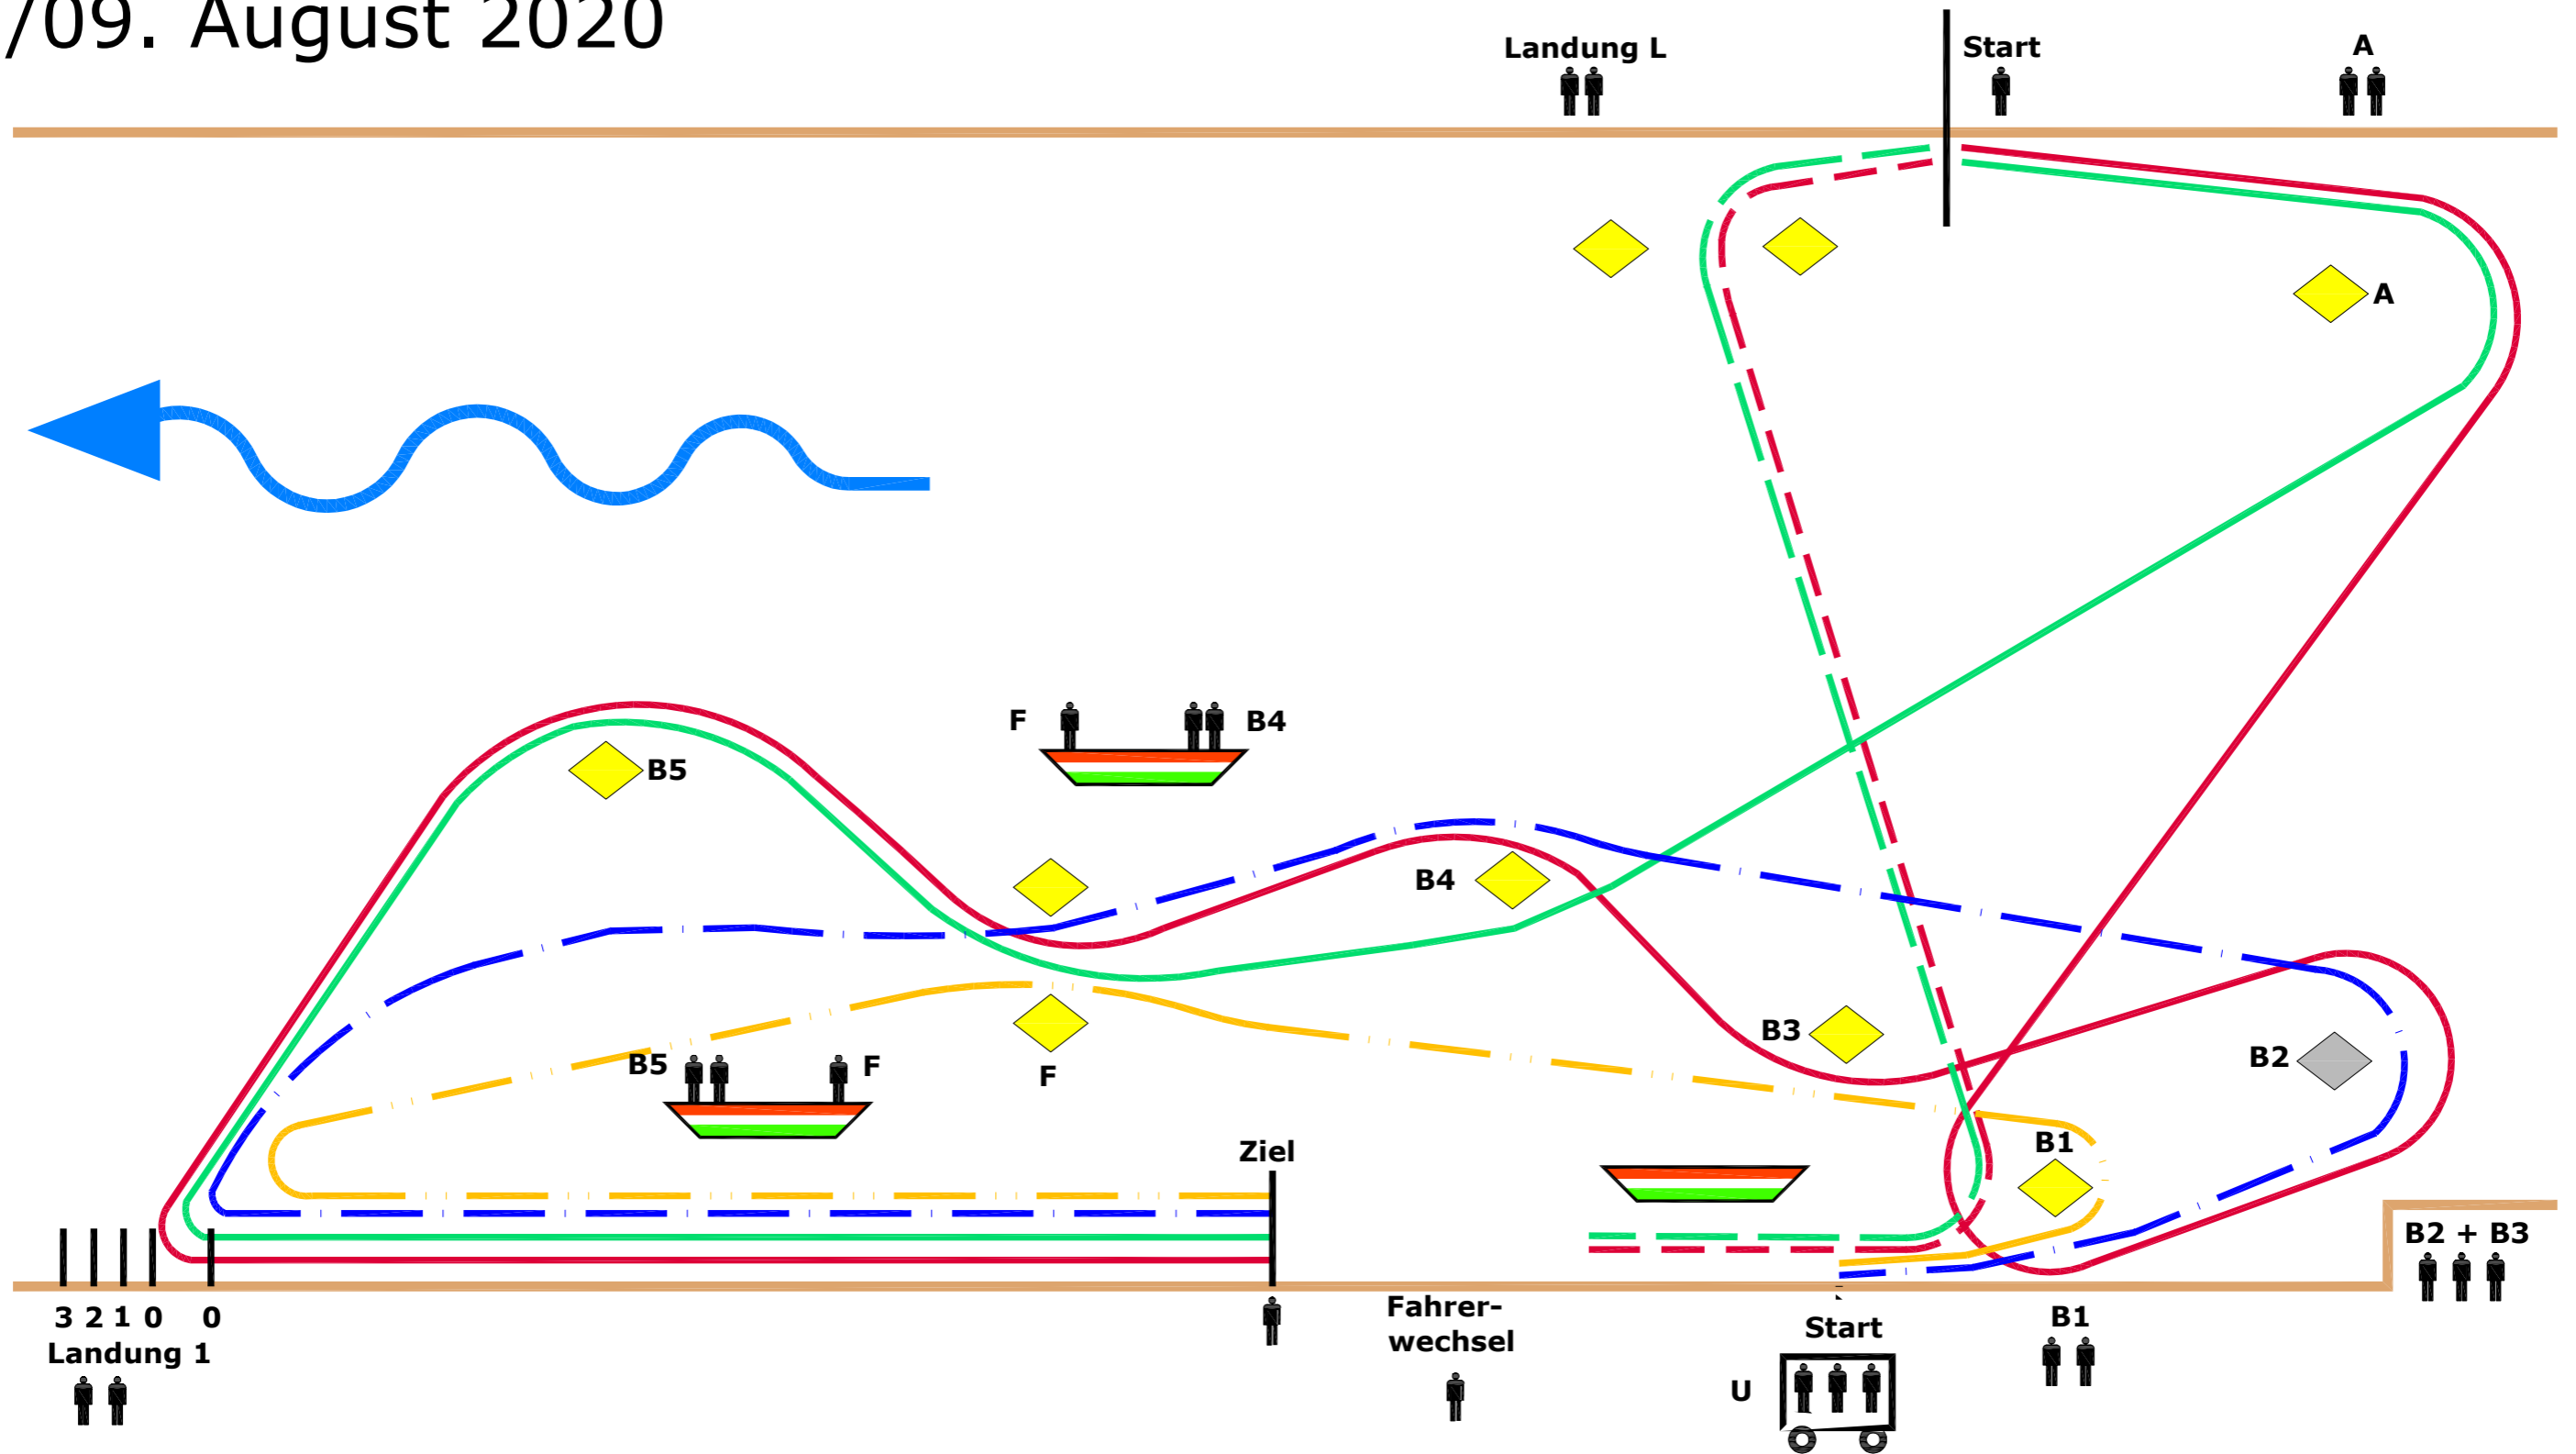 /09. August 2020
Landung L
Start
A
A
F
B4
B5
B4
B3
B5
F
F
B2
B1
Ziel
B2 + B3
3 2 1 0 0
Landung 1
Fahrer-
wechsel
Start
B1
U